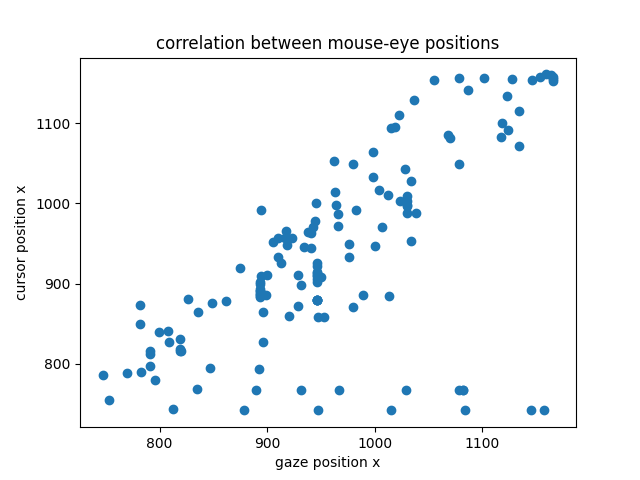 correlation between mouse-eye positions
1100
1000
900
800
cursor position x
800 900 1000 1100
gaze position x